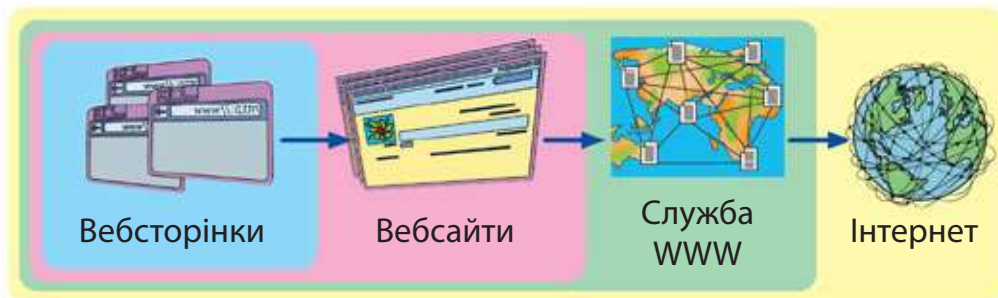 Вебсторінки
Вебсайти
Служба
WWW
Інтернет